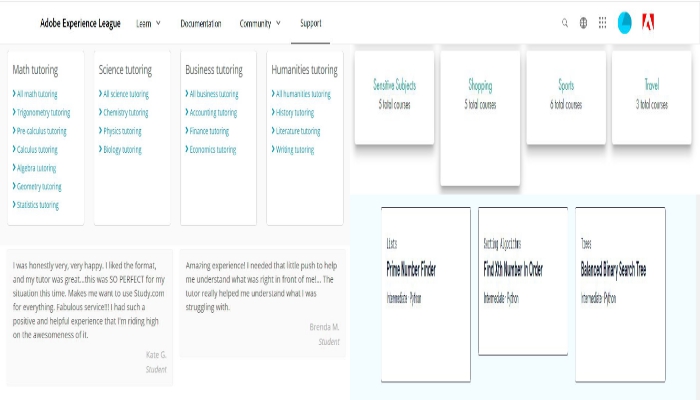 Adobe Experience League
Learn
Documentation
Community
Support
Math tutoring
All math tutoring
Trigonometry tutoring
Pre calculus tutoring
Calculus tutoring
Algebra tutoring
Geometry tutoring
Statistics tutoring
Science tutoring
All science tutoring
Chemistry tutoring
Physics tutoring
Biology tutoring
Business tutoring
All business tutoring
Accounting tutoring
Finance tutoring
Economics tutoring
Humanities tutoring
All humanities tutoring
History tutoring
Literature tutoring
Writing tutoring
Sensitive Subjects
5 total courses
Shopping
5 total courses
Sports
6 total courses
Travel
3 total courses
I was honestly very, very happy. I liked the format,
and my tutor was great...this was SO PERFECT for my
situation this time. Makes me want to use Study.com
for everything. Fabulous service!!! I had such a
positive and helpful experience that I'm riding high
on the awesomeness of it.
Kate G.
Student
Amazing experience! I needed that little push to help
me understand what was right in front of me!... The
tutor really helped me understand what I was
struggling with.
Brenda M.
Student
Lists
Prime Number Finder
Intermediate · Python
Sorting Algorithms
Find Xth Number In Order
Intermediate · Python
Trees
Balanced Binary Search Tree
Intermediate · Python